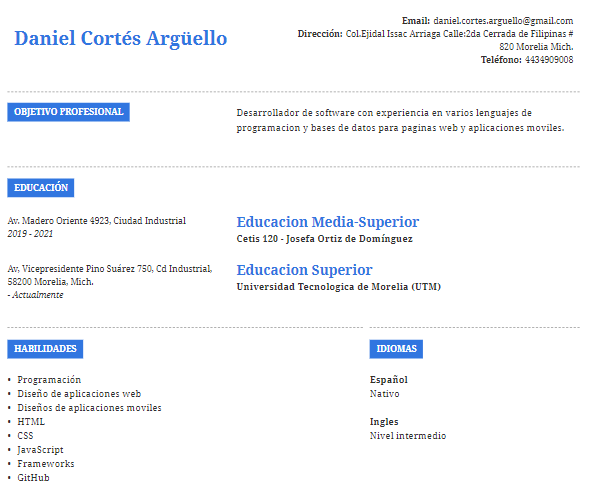 Daniel Cortés Argüello
Email: daniel.cortes.arguello@gmail.com
Dirección: Col.Ejidal Issac Arriaga Calle:2da Cerrada de Filipinas #
820 Morelia Mich.
Teléfono: 4434909008
OBJETIVO PROFESIONAL
Desarrollador de software con experiencia en varios lenguajes de
programacion y bases de datos para paginas web y aplicaciones moviles.
EDUCACIÓN
Av. Madero Oriente 4923, Ciudad Industrial
2019 - 2021
Educacion Media-Superior
Cetis 120 - Josefa Ortiz de Domínguez
Av, Vicepresidente Pino Suárez 750, Cd Industrial,
58200 Morelia, Mich.
- Actualmente
Educacion Superior
Universidad Tecnologica de Morelia (UTM)
HABILIDADES
• Programación
• Diseño de aplicaciones web
• Diseños de aplicaciones moviles
• HTML
• CSS
• JavaScript
• Frameworks
• GitHub
IDIOMAS
Español
Nativo
Ingles
Nivel intermedio